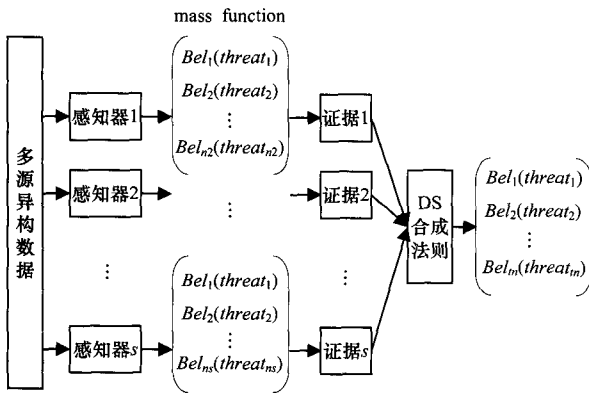 mass function
多源异构数据
感知器1
Bel₁(threat₁)
Bel₂(threat₂)
⋮
Belₙ₂(threatₙ₂)
证据1
感知器2
⋮
证据2
⋮
⋮
感知器s
Bel₁(threat₁)
Bel₂(threat₂)
⋮
Belₙₛ(threatₙₛ)
证据s
DS
合成
法则
Bel₁(threat₁)
Bel₂(threat₂)
⋮
Belₜₙ(threatₜₙ)